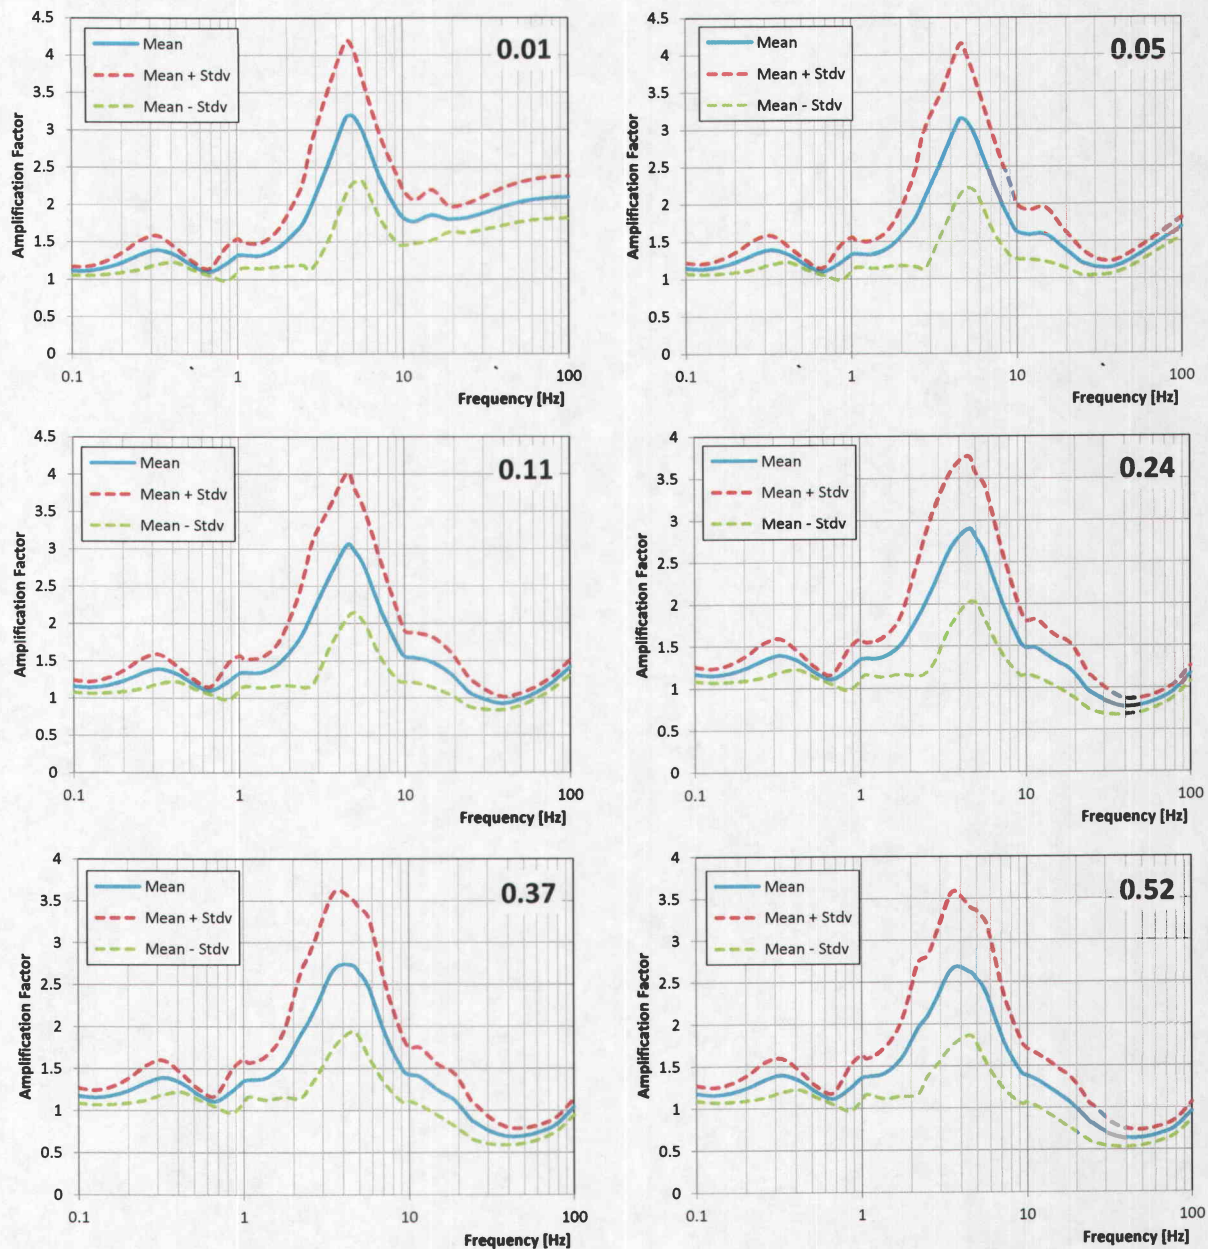 4.5
4
3.5
3
2.5
2
1.5
1
0.5
0
Amplification Factor
Mean
Mean + Stdv
Mean - Stdv
0.01
0.1
1
10
100
Frequency [Hz]
4.5
4
3.5
3
2.5
2
1.5
1
0.5
0
Amplification Factor
Mean
Mean + Stdv
Mean - Stdv
0.05
0.1
1
10
100
Frequency [Hz]
4.5
4
3.5
3
2.5
2
1.5
1
0.5
0
Amplification Factor
Mean
Mean + Stdv
Mean - Stdv
0.11
0.1
1
10
100
Frequency [Hz]
4
3.5
3
2.5
2
1.5
1
0.5
0
Amplification Factor
Mean
Mean + Stdv
Mean - Stdv
0.24
0.1
1
10
100
Frequency [Hz]
4
3.5
3
2.5
2
1.5
1
0.5
0
Amplification Factor
Mean
Mean + Stdv
Mean - Stdv
0.37
0.1
1
10
100
Frequency [Hz]
4
3.5
3
2.5
2
1.5
1
0.5
0
Amplification Factor
Mean
Mean + Stdv
Mean - Stdv
0.52
0.1
1
10
100
Frequency [Hz]